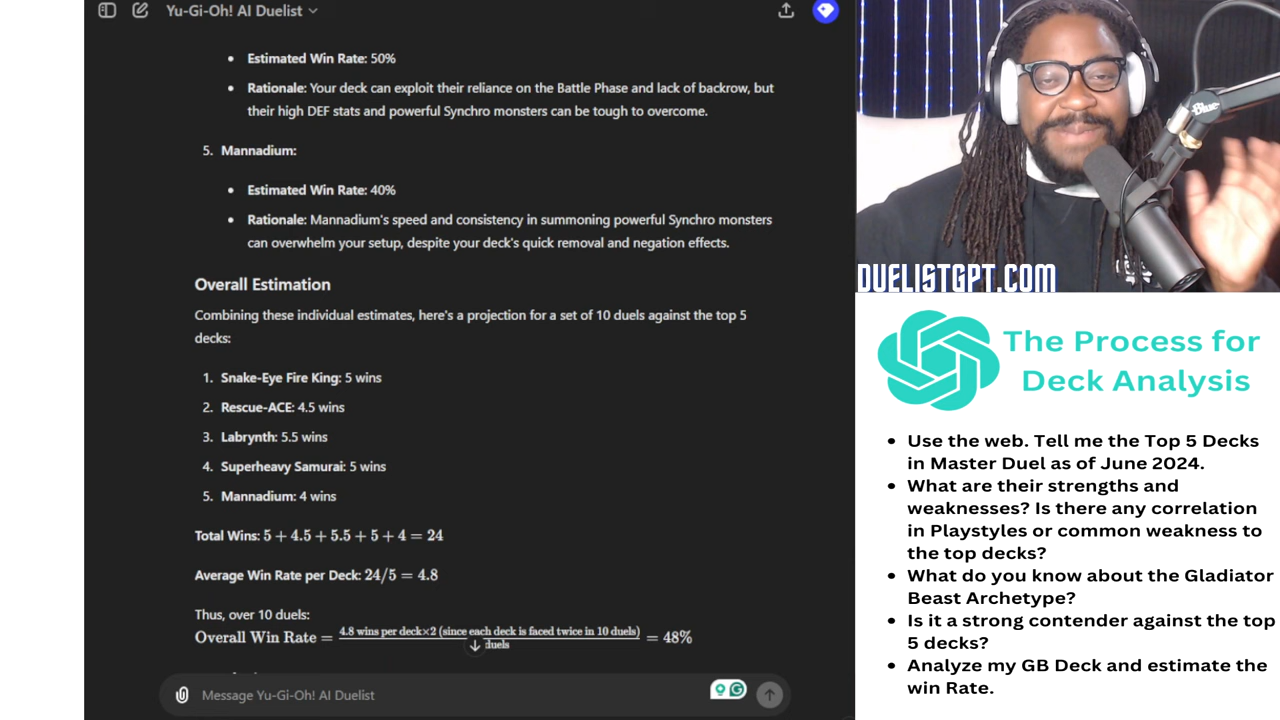 Yu-Gi-Oh! AI Duelist
Estimated Win Rate: 50%
Rationale: Your deck can exploit their reliance on the Battle Phase and lack of backrow, but
their high DEF stats and powerful Synchro monsters can be tough to overcome.
5. Mannadium:
Estimated Win Rate: 40%
Rationale: Mannadium's speed and consistency in summoning powerful Synchro monsters
can overwhelm your setup, despite your deck's quick removal and negation effects.
Overall Estimation
Combining these individual estimates, here's a projection for a set of 10 duels against the top 5
decks:
1. Snake-Eye Fire King: 5 wins
2. Rescue-ACE: 4.5 wins
3. Labrynth: 5.5 wins
4. Superheavy Samurai: 5 wins
5. Mannadium: 4 wins
Total Wins: 5 + 4.5 + 5.5 + 5 + 4 = 24
Average Win Rate per Deck: 24/5 = 4.8
Thus, over 10 duels:
Overall Win Rate = 4.8 wins per deck×2 (since each deck is faced twice in 10 duels) = 48%
duels
Message Yu-Gi-Oh! AI Duelist
Blue
DUELISTGPT.COM
The Process for
Deck Analysis
Use the web. Tell me the Top 5 Decks
in Master Duel as of June 2024.
What are their strengths and
weaknesses? Is there any correlation
in Playstyles or common weakness to
the top decks?
What do you know about the Gladiator
Beast Archetype?
Is it a strong contender against the top
5 decks?
Analyze my GB Deck and estimate the
win Rate.